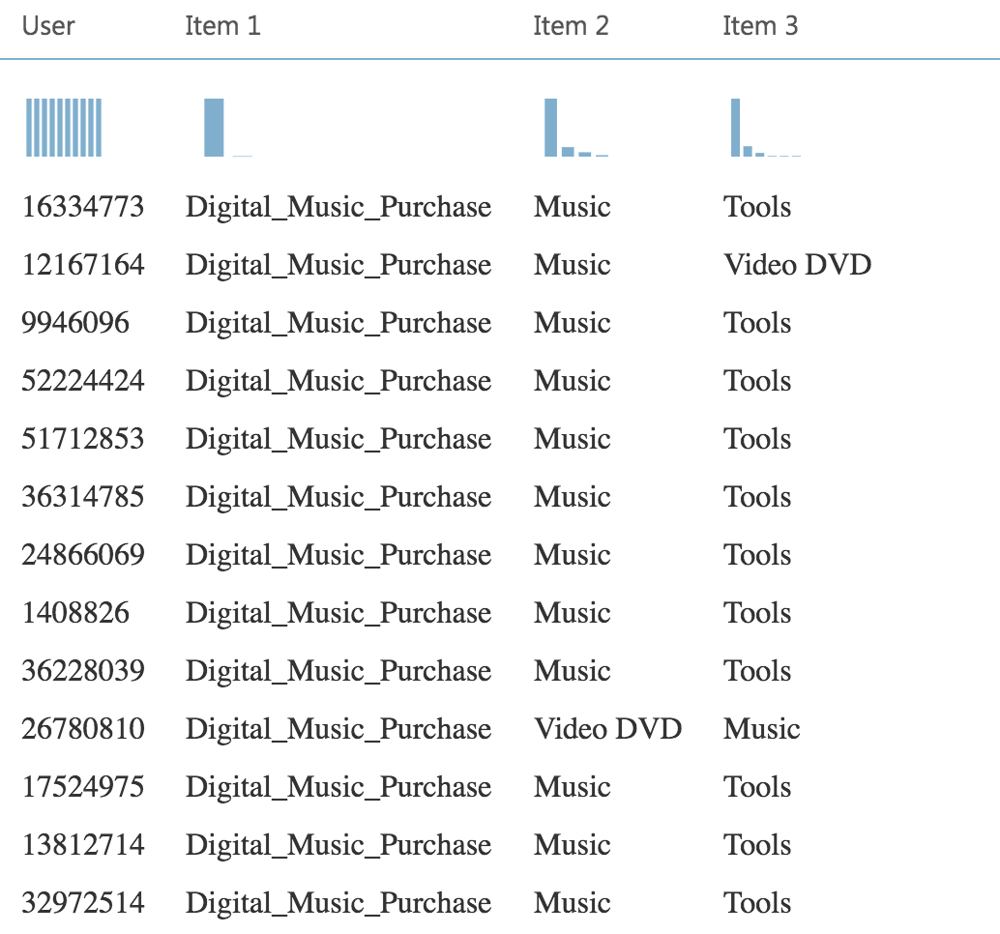 User Item 1 Item 2 Item 3
16334773 Digital_Music_Purchase Music Tools
12167164 Digital_Music_Purchase Music Video DVD
9946096 Digital_Music_Purchase Music Tools
52224424 Digital_Music_Purchase Music Tools
51712853 Digital_Music_Purchase Music Tools
36314785 Digital_Music_Purchase Music Tools
24866069 Digital_Music_Purchase Music Tools
1408826 Digital_Music_Purchase Music Tools
36228039 Digital_Music_Purchase Music Tools
26780810 Digital_Music_Purchase Video DVD Music
17524975 Digital_Music_Purchase Music Tools
13812714 Digital_Music_Purchase Music Tools
32972514 Digital_Music_Purchase Music Tools